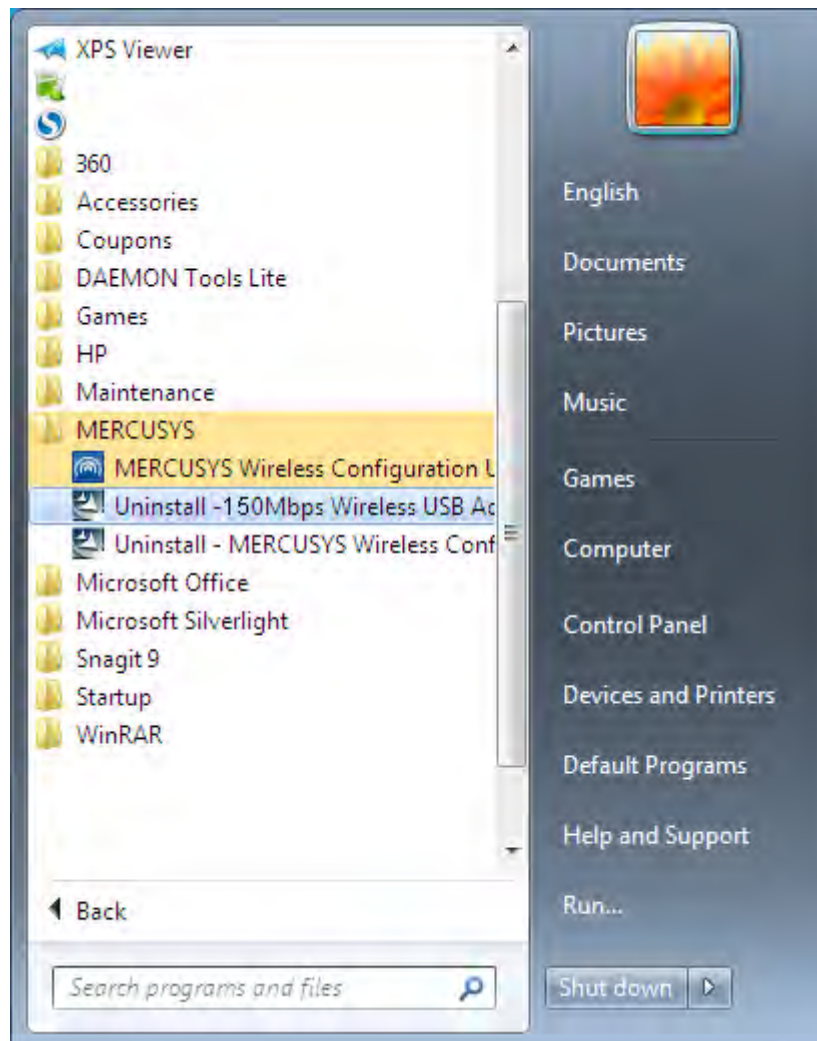 XPS Viewer
360
Accessories
Coupons
DAEMON Tools Lite
Games
HP
Maintenance
MERCUSYS
MERCUSYS Wireless Configuration U
Uninstall -150Mbps Wireless USB Ad
Uninstall - MERCUSYS Wireless Conf
Microsoft Office
Microsoft Silverlight
Snagit 9
Startup
WinRAR
Back
Search programs and files
English
Documents
Pictures
Music
Games
Computer
Control Panel
Devices and Printers
Default Programs
Help and Support
Run...
Shut down